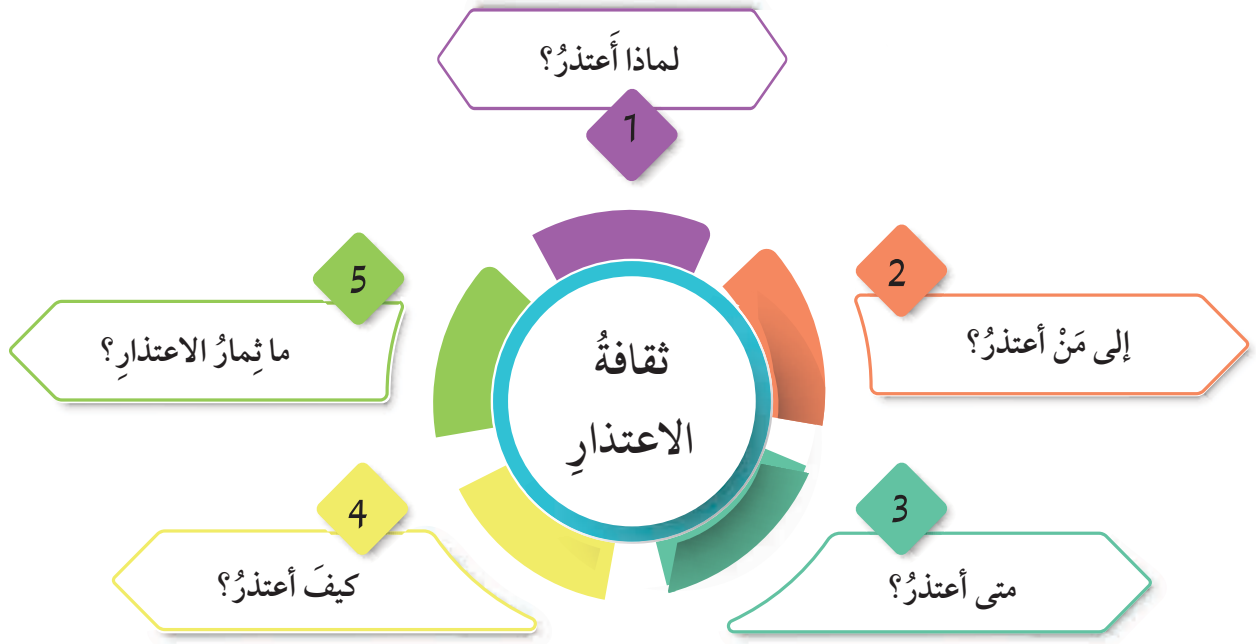 لماذا أَعتذرُ؟
1
2
إلى مَنْ أعتذرُ؟
3
متى أعتذرُ؟
4
كيفَ أعتذرُ؟
5
ما ثِمارُ الاعتذارِ؟
ثقافةُ
الاعتذارِ